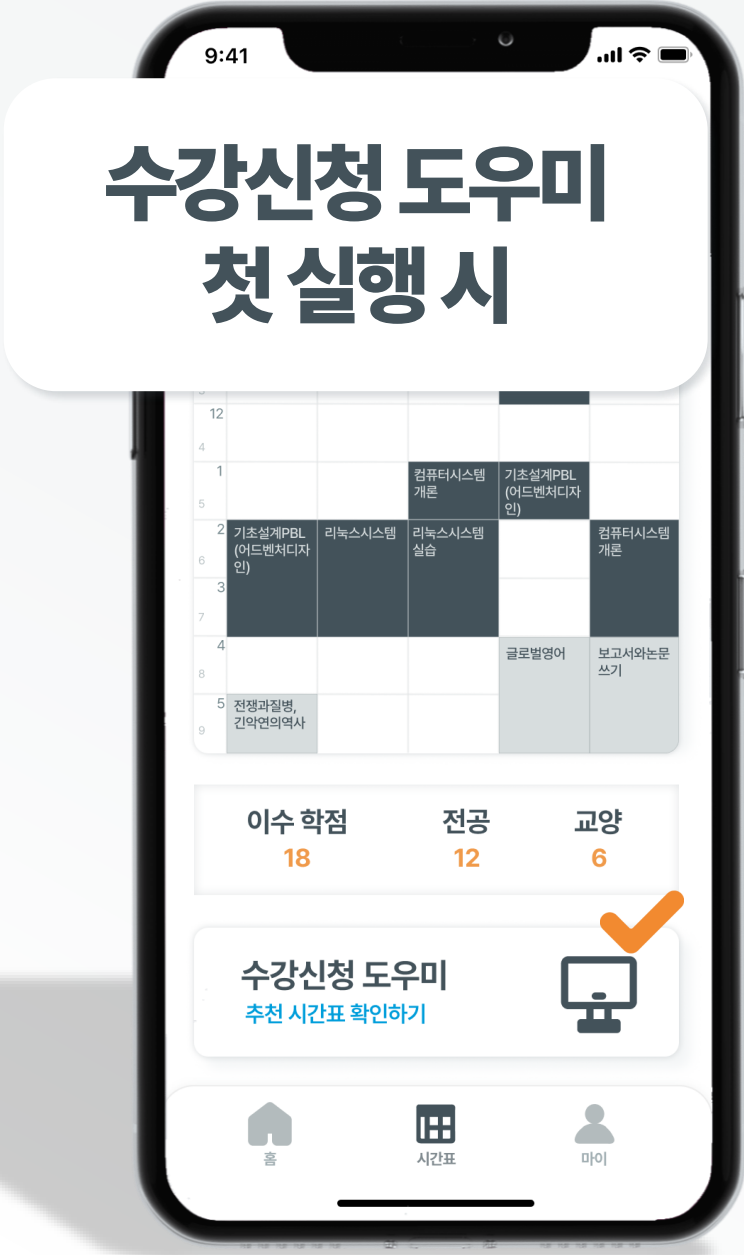 9:41
수강신청 도우미
첫 실행 시
3
12
4
1
컴퓨터시스템
개론
기초설계PBL
(어드벤처디자
인)
5
2
기초설계PBL
(어드벤처디자
인)
리눅스시스템
리눅스시스템
실습
컴퓨터시스템
개론
6
3
7
4
글로벌영어
보고서와논문
쓰기
8
5
전쟁과질병,
긴악연의역사
9
이수 학점
전공
교양
18
12
6
수강신청 도우미
추천 시간표 확인하기
홈
시간표
마이